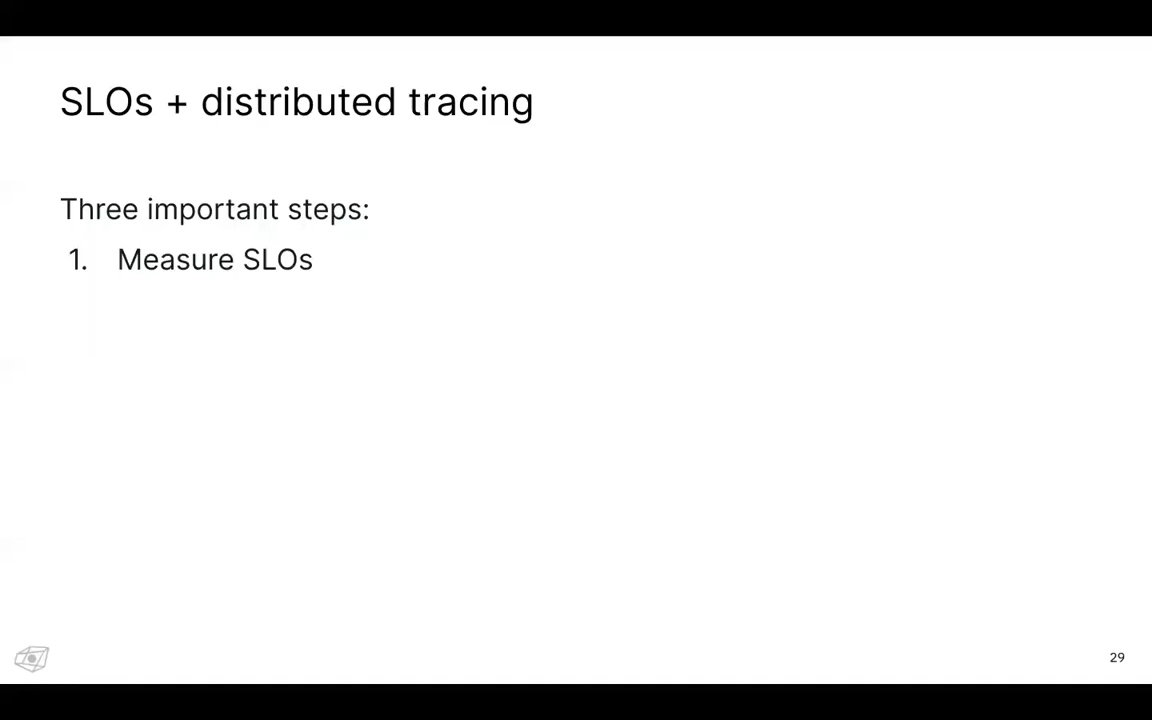 SLOs + distributed tracing
Three important steps:
1. Measure SLOs
29